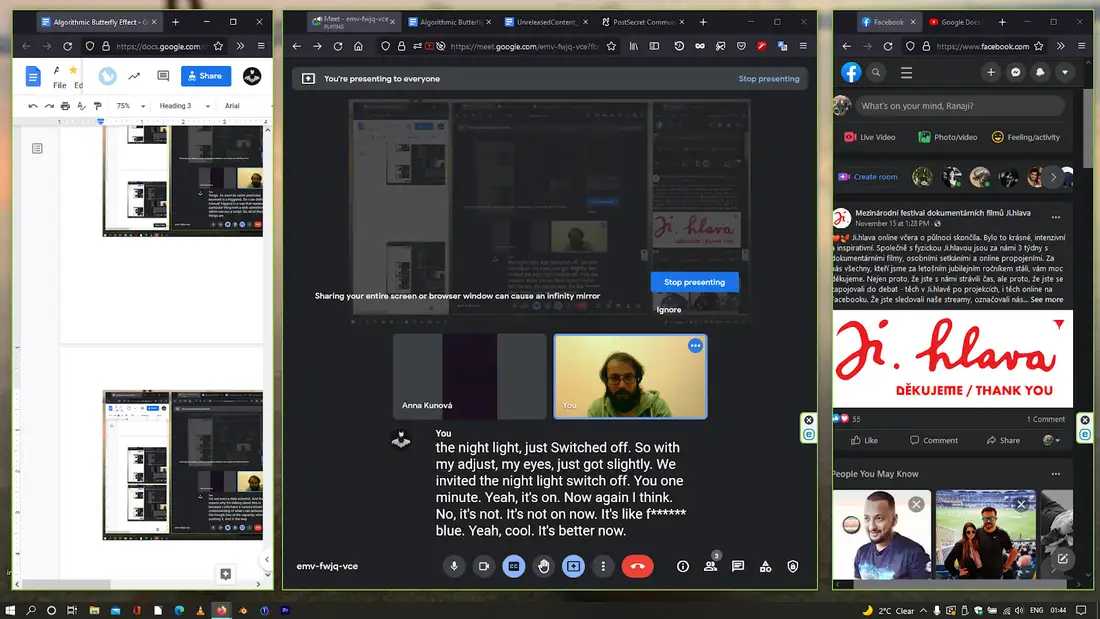 Algorithmic Butterfly Effect - G
https://docs.google.com/d
File
Ed
Share
75%
Heading 3
Arial
Meet - emv-fwjq-vce
PLAYING
Algorithmic Butterfly
UnreleasedContent_
PostSecret Commun
https://meet.google.com/emv-fwjq-vce?
You're presenting to everyone
Stop presenting
Stop presenting
Sharing your entire screen or browser window can cause an infinity mirror
Ignore
Anna Kunová
You
You
the night light, just Switched off. So with
my adjust, my eyes, just got slightly. We
invited the night light switch off. You one
minute. Yeah, it's on. Now again I think.
No, it's not. It's not on now. It's like f******
blue. Yeah, cool. It's better now.
emv-fwjq-vce
3
Facebook
Google Docs
https://www.facebook.com
What's on your mind, Ranaji?
Live Video
Photo/video
Feeling/activity
Create room
Mezinárodní festival dokumentárních filmů Ji.hlava
November 15 at 1:28 PM
Ji.hlava online včera o půlnoci skončila. Bylo to krásné, intenzivní
a inspirativní. Společně s fyzickou Ji.hlavou jsou za námi 3 týdny s
dokumentárními filmy, osobními setkáními a online propojeními. Za
nás všechny, kteří jsme za letošním jubilejním ročníkem stáli, vám moc
děkujeme. Nejen proto, že jste s námi strávili čas, ale proto, že jste se
zapojovali do debat - těch v Ji.hlavě po projekcích, i těch online na
Facebooku. Že jste sledovali naše streamy, označovali nás... See more
Ji. hlava
DĚKUJEME / THANK YOU
55
1 Comment
Like
Comment
Share
People You May Know
2°C Clear
ENG
01:44